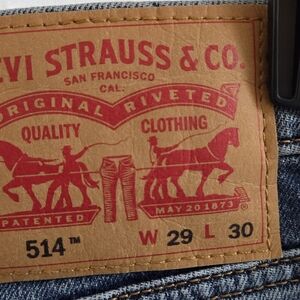 EVI STRAUSS & CO.
SAN FRANCISCO
CAL.
ORIGINAL RIVETED
QUALITY CLOTHING
PATENTED MAY 20 1873
514™ W 29 L 30